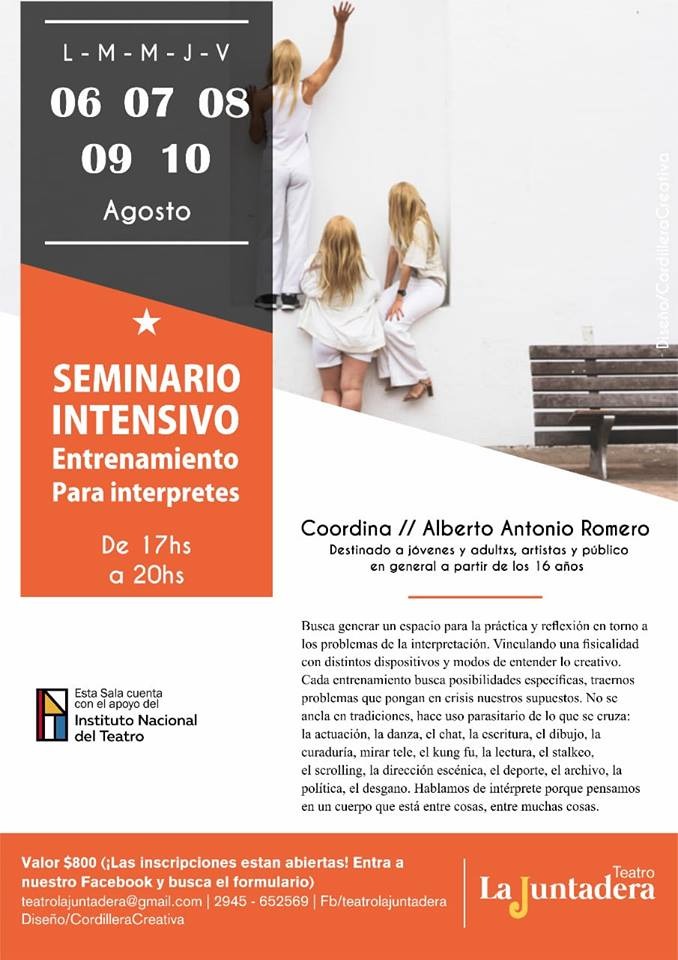 L - M - M - J - V
06 07 08
09 10
Agosto
SEMINARIO
INTENSIVO
Entrenamiento
Para interpretes
De 17hs
a 20hs
Diseño/CordilleraCreativa
Coordina // Alberto Antonio Romero
Destinado a jóvenes y adultxs, artistas y público
en general a partir de los 16 años
Busca generar un espacio para la práctica y reflexión en torno a
los problemas de la interpretación. Vinculando una fisicalidad
con distintos dispositivos y modos de entender lo creativo.
Cada entrenamiento busca posibilidades específicas, traernos
problemas que pongan en crisis nuestros supuestos. No se
ancla en tradiciones, hace uso parasitario de lo que se cruza:
la actuación, la danza, el chat, la escritura, el dibujo, la
curaduría, mirar tele, el kung fu, la lectura, el stalkeo,
el scrolling, la dirección escénica, el deporte, el archivo, la
política, el desgano. Hablamos de intérprete porque pensamos
en un cuerpo que está entre cosas, entre muchas cosas.
Esta Sala cuenta
con el apoyo del
Instituto Nacional
del Teatro
Valor $800 (¡Las inscripciones estan abiertas! Entra a
nuestro Facebook y busca el formulario)
teatrolajuntadera@gmail.com | 2945 - 652569 | Fb/teatrolajuntadera
Diseño/CordilleraCreativa
Teatro
La Juntadera